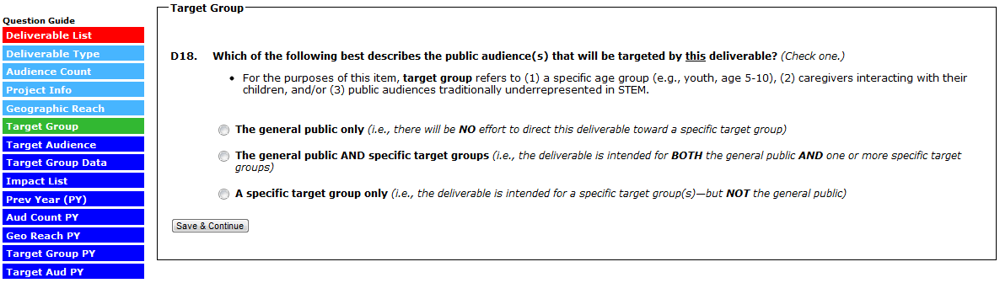 Question Guide
Deliverable List
Deliverable Type
Audience Count
Project Info
Geographic Reach
Target Group
Target Audience
Target Group Data
Impact List
Prev Year (PY)
Aud Count PY
Geo Reach PY
Target Group PY
Target Aud PY
Target Group
D18. Which of the following best describes the public audience(s) that will be targeted by this deliverable? (Check one.)
• For the purposes of this item, target group refers to (1) a specific age group (e.g., youth, age 5-10), (2) caregivers interacting with their
children, and/or (3) public audiences traditionally underrepresented in STEM.
The general public only (i.e., there will be NO effort to direct this deliverable toward a specific target group)
The general public AND specific target groups (i.e., the deliverable is intended for BOTH the general public AND one or more specific target
groups)
A specific target group only (i.e., the deliverable is intended for a specific target group(s)—but NOT the general public)
Save & Continue